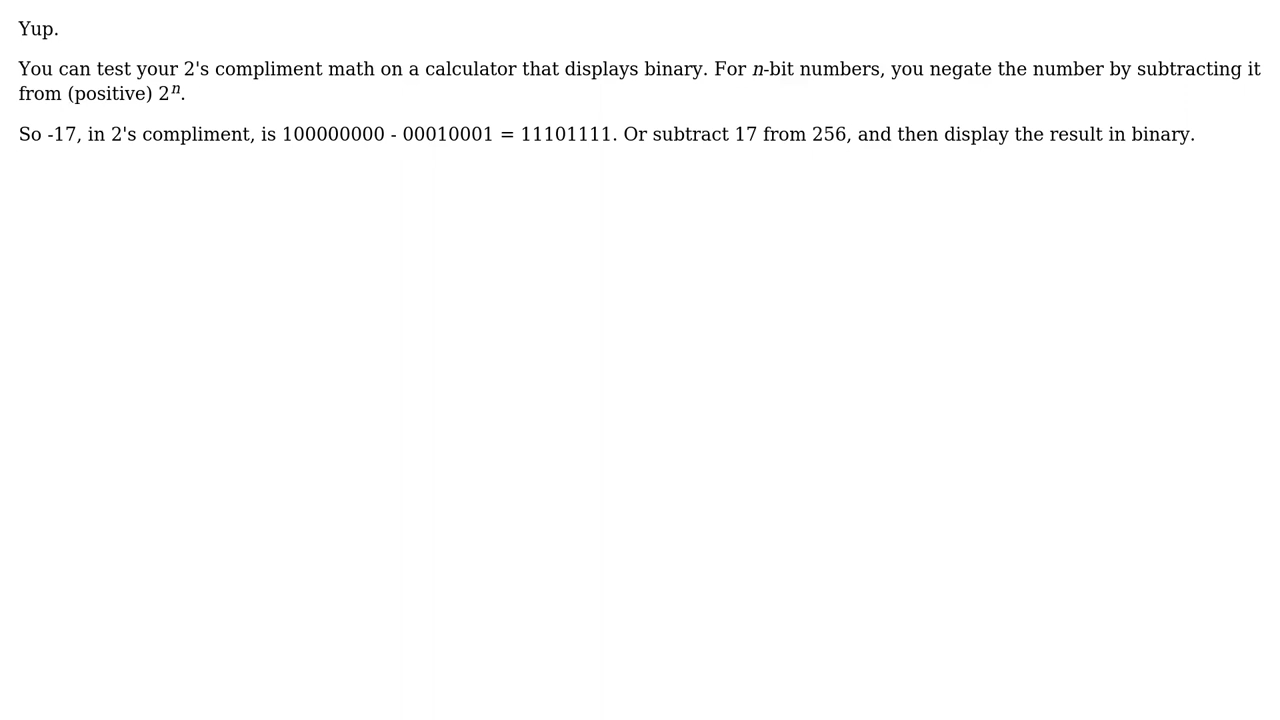 Yup.
You can test your 2's compliment math on a calculator that displays binary. For n-bit numbers, you negate the number by subtracting it
from (positive) 2ⁿ.
So -17, in 2's compliment, is 100000000 - 00010001 = 11101111. Or subtract 17 from 256, and then display the result in binary.